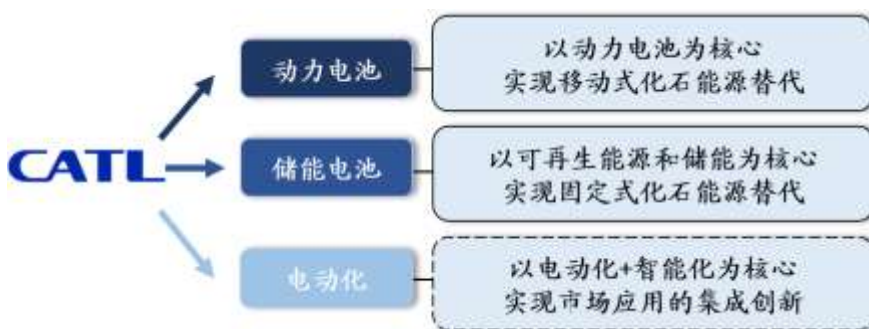 CATL
动力电池
以动力电池为核心
实现移动式化石能源替代
储能电池
以可再生能源和储能为核心
实现固定式化石能源替代
电动化
以电动化+智能化为核心
实现市场应用的集成创新